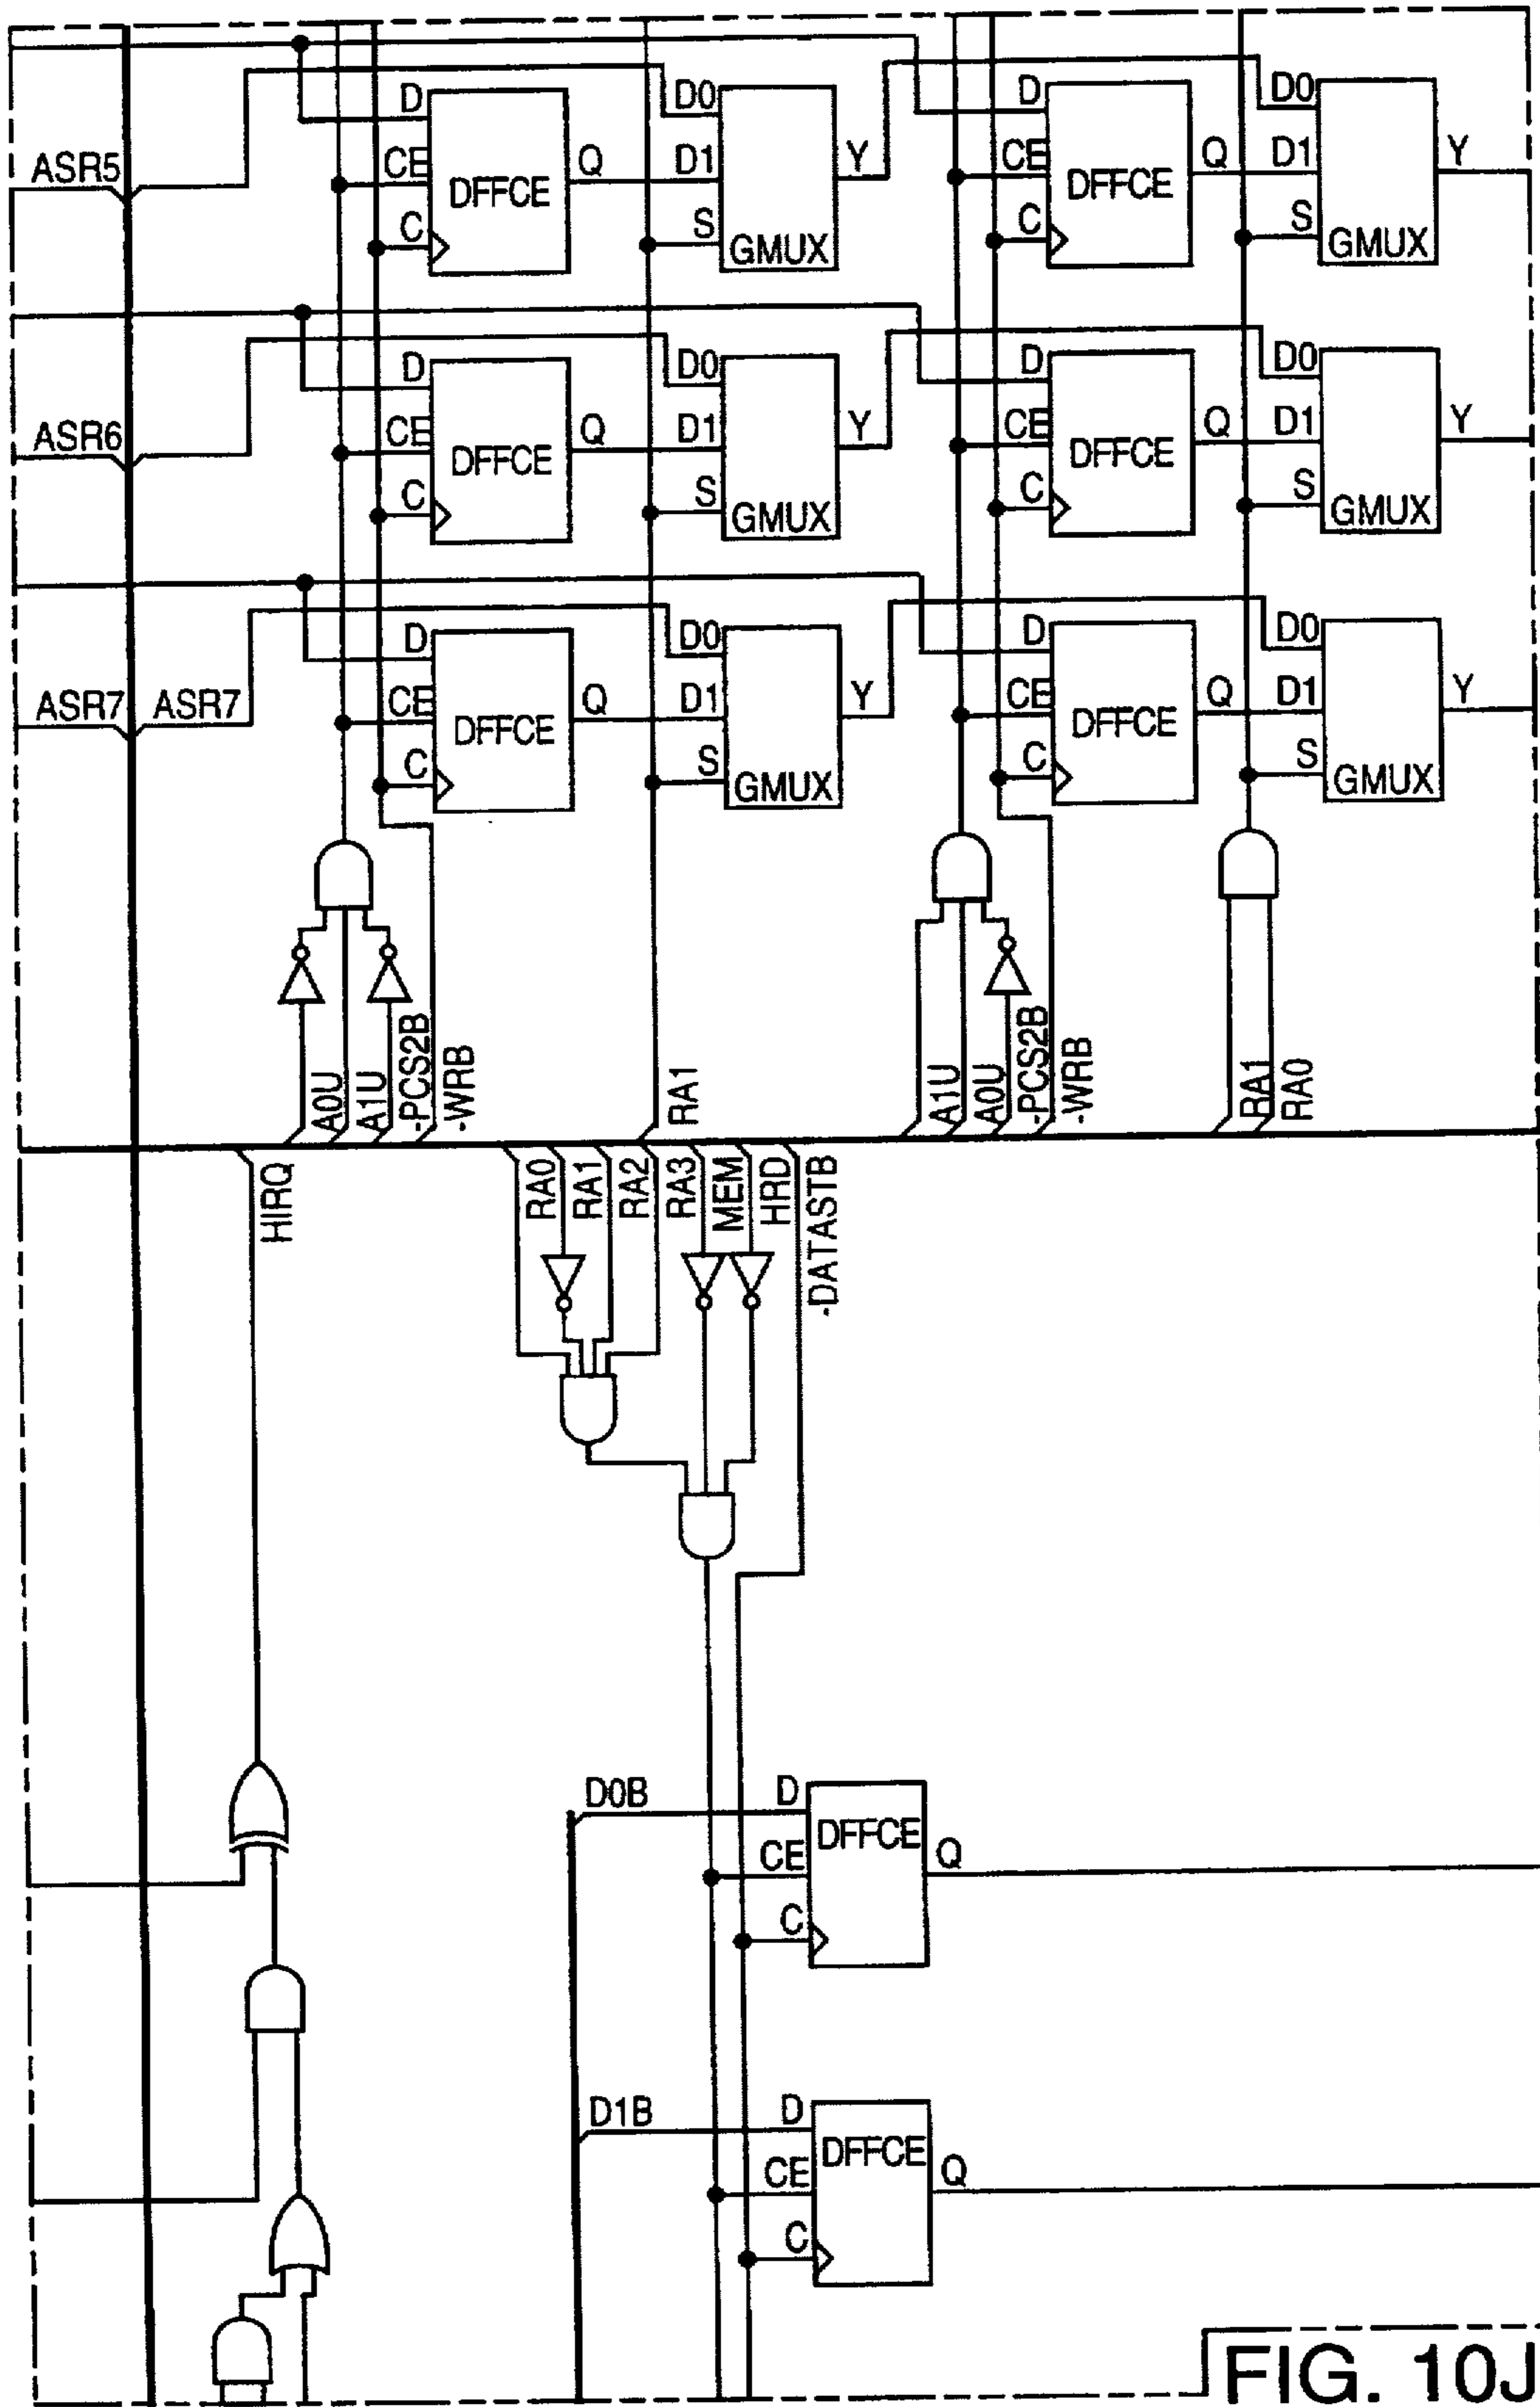 D D0 D D0
ASR5 CE Q D1 Y CE Q D1 Y
DFFCE DFFCE
C S C S
GMUX GMUX
D D0 D D0
ASR6 CE Q D1 Y CE Q D1 Y
DFFCE DFFCE
C S C S
GMUX GMUX
D D0 D D0
ASR7 ASR7 CE Q D1 Y CE Q D1 Y
DFFCE DFFCE
C S C S
GMUX GMUX
A0U
A1U
-PCS2B
-WRB
RA1
A1U
A0U
-PCS2B
-WRB
RA1
RA0
HIRQ
RA0
RA1
RA2
RA3
MEM
HRD
-DATASTB
D0B D
DFFCE
CE Q
C
D1B D
DFFCE
CE Q
C
FIG. 10J